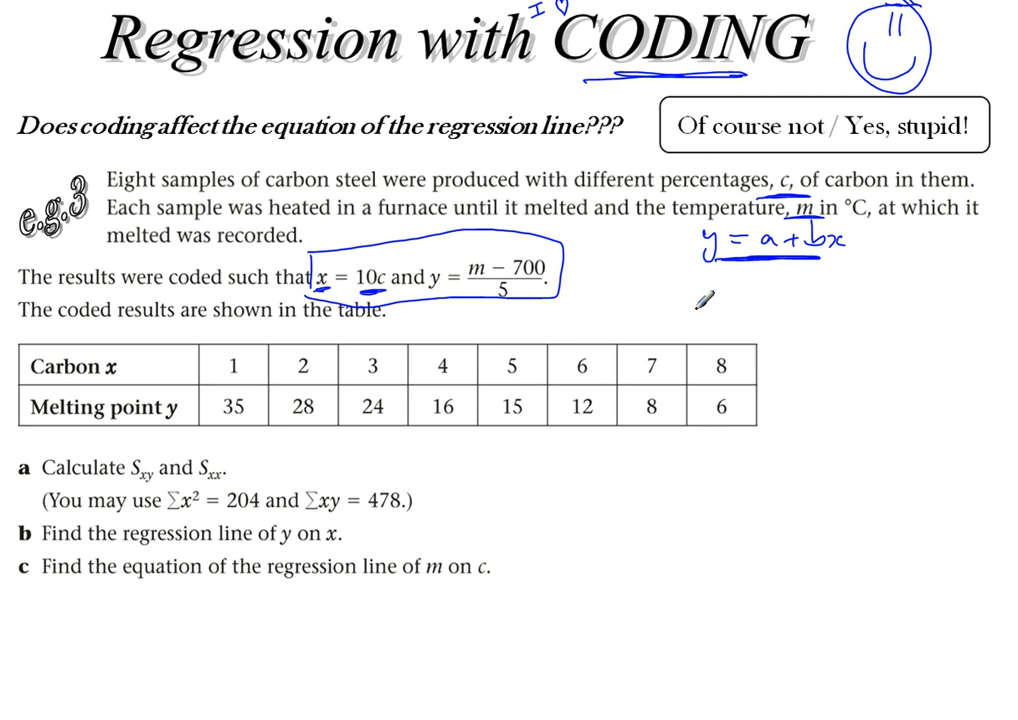 I ♡
Regression with CODING
Does coding affect the equation of the regression line???
Of course not / Yes, stupid!
e.g.3
Eight samples of carbon steel were produced with different percentages, c, of carbon in them.
Each sample was heated in a furnace until it melted and the temperature, m in °C, at which it
melted was recorded.
y = a + bx
The results were coded such that x = 10c and y = (m − 700)/5.
The coded results are shown in the table.
Carbon x 1 2 3 4 5 6 7 8
Melting point y 35 28 24 16 15 12 8 6
a Calculate Sxy and Sxx.
(You may use ∑x² = 204 and ∑xy = 478.)
b Find the regression line of y on x.
c Find the equation of the regression line of m on c.